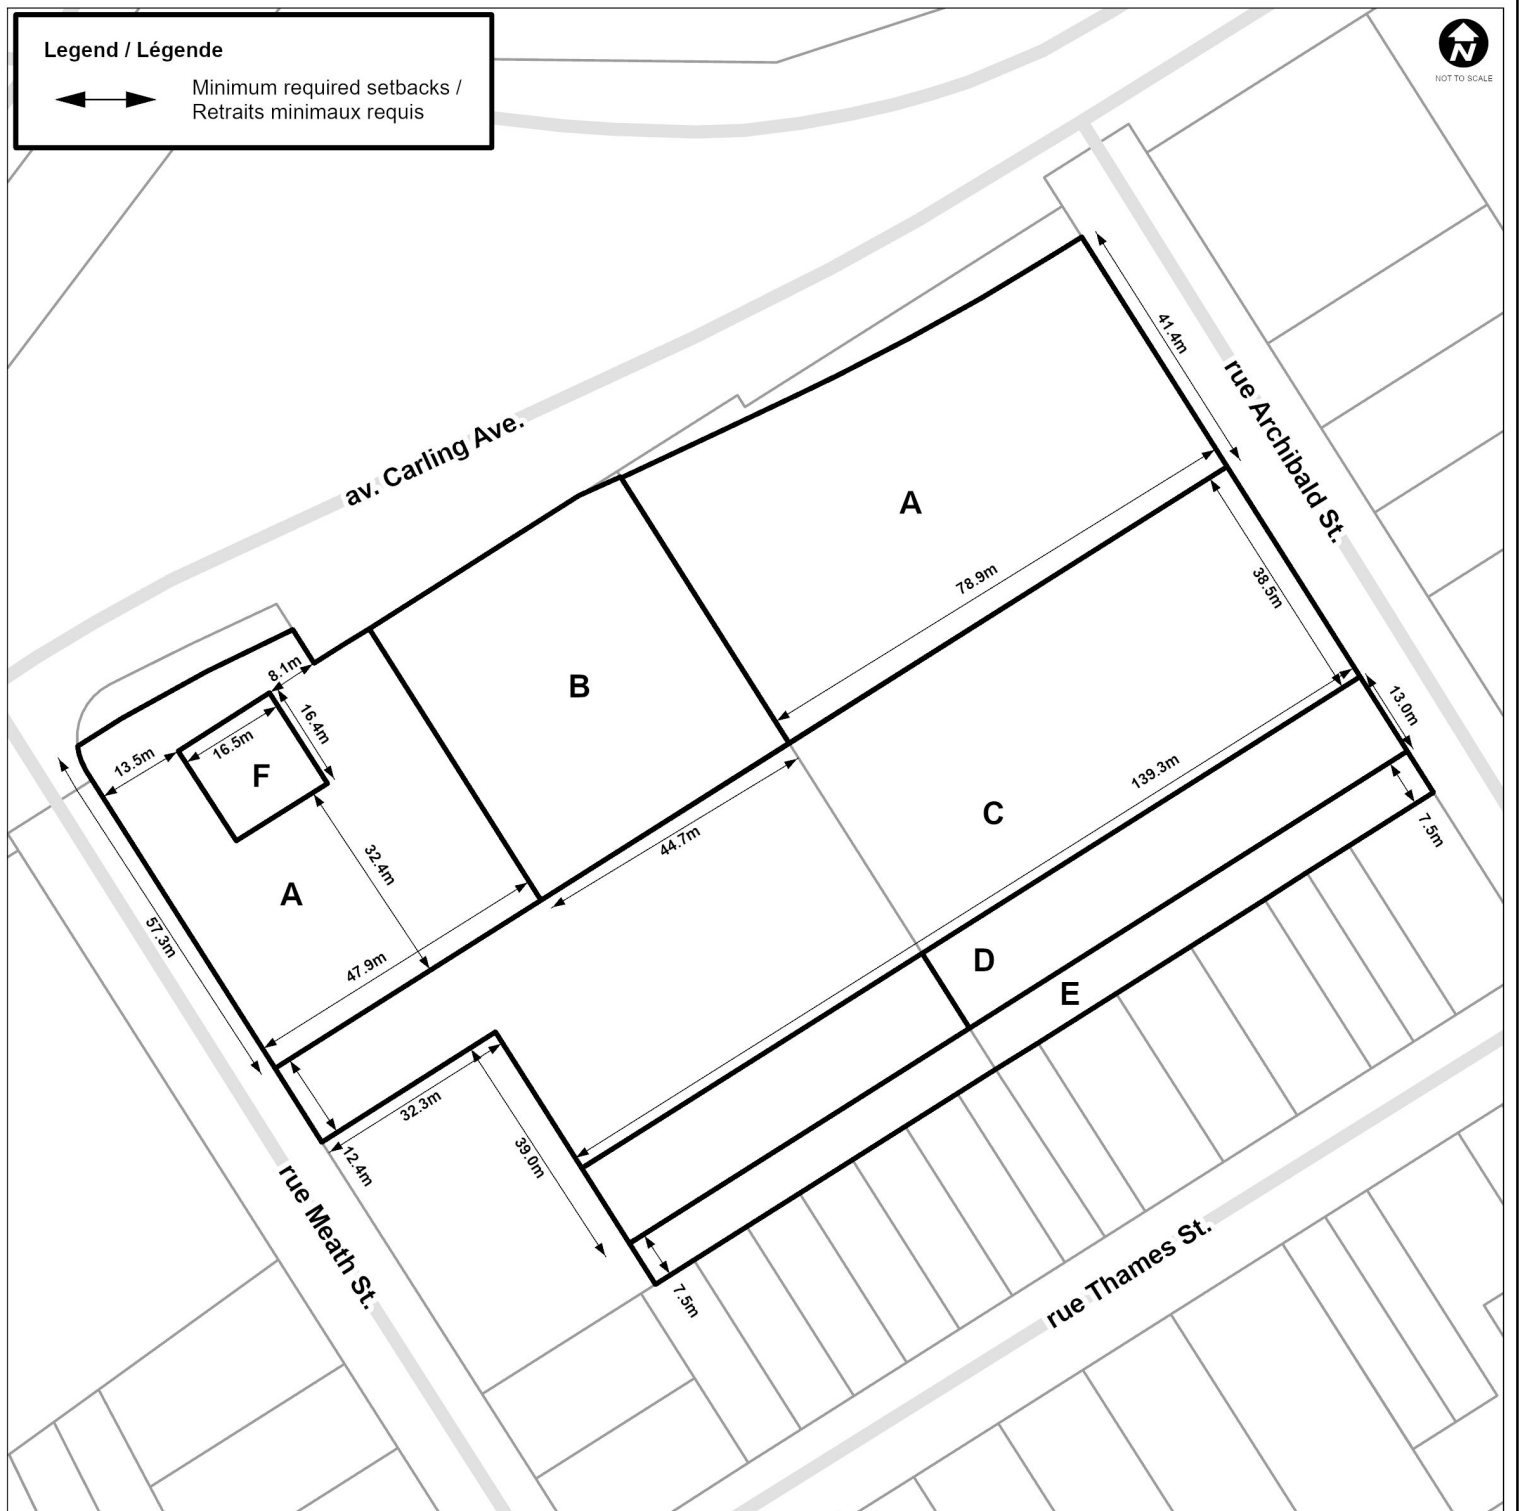 Legend / Légende
Minimum required setbacks /
Retraits minimaux requis
N
NOT TO SCALE
41.4m
rue Archibald St.
av. Carling Ave.
A
78.9m
38.5m
8.1m
16.4m
16.5m
13.5m
F
B
13.0m
139.3m
C
7.5m
44.7m
32.4m
A
57.3m
47.9m
D
E
32.3m
39.0m
12.4m
rue Meath St.
7.5m
rue Thames St.